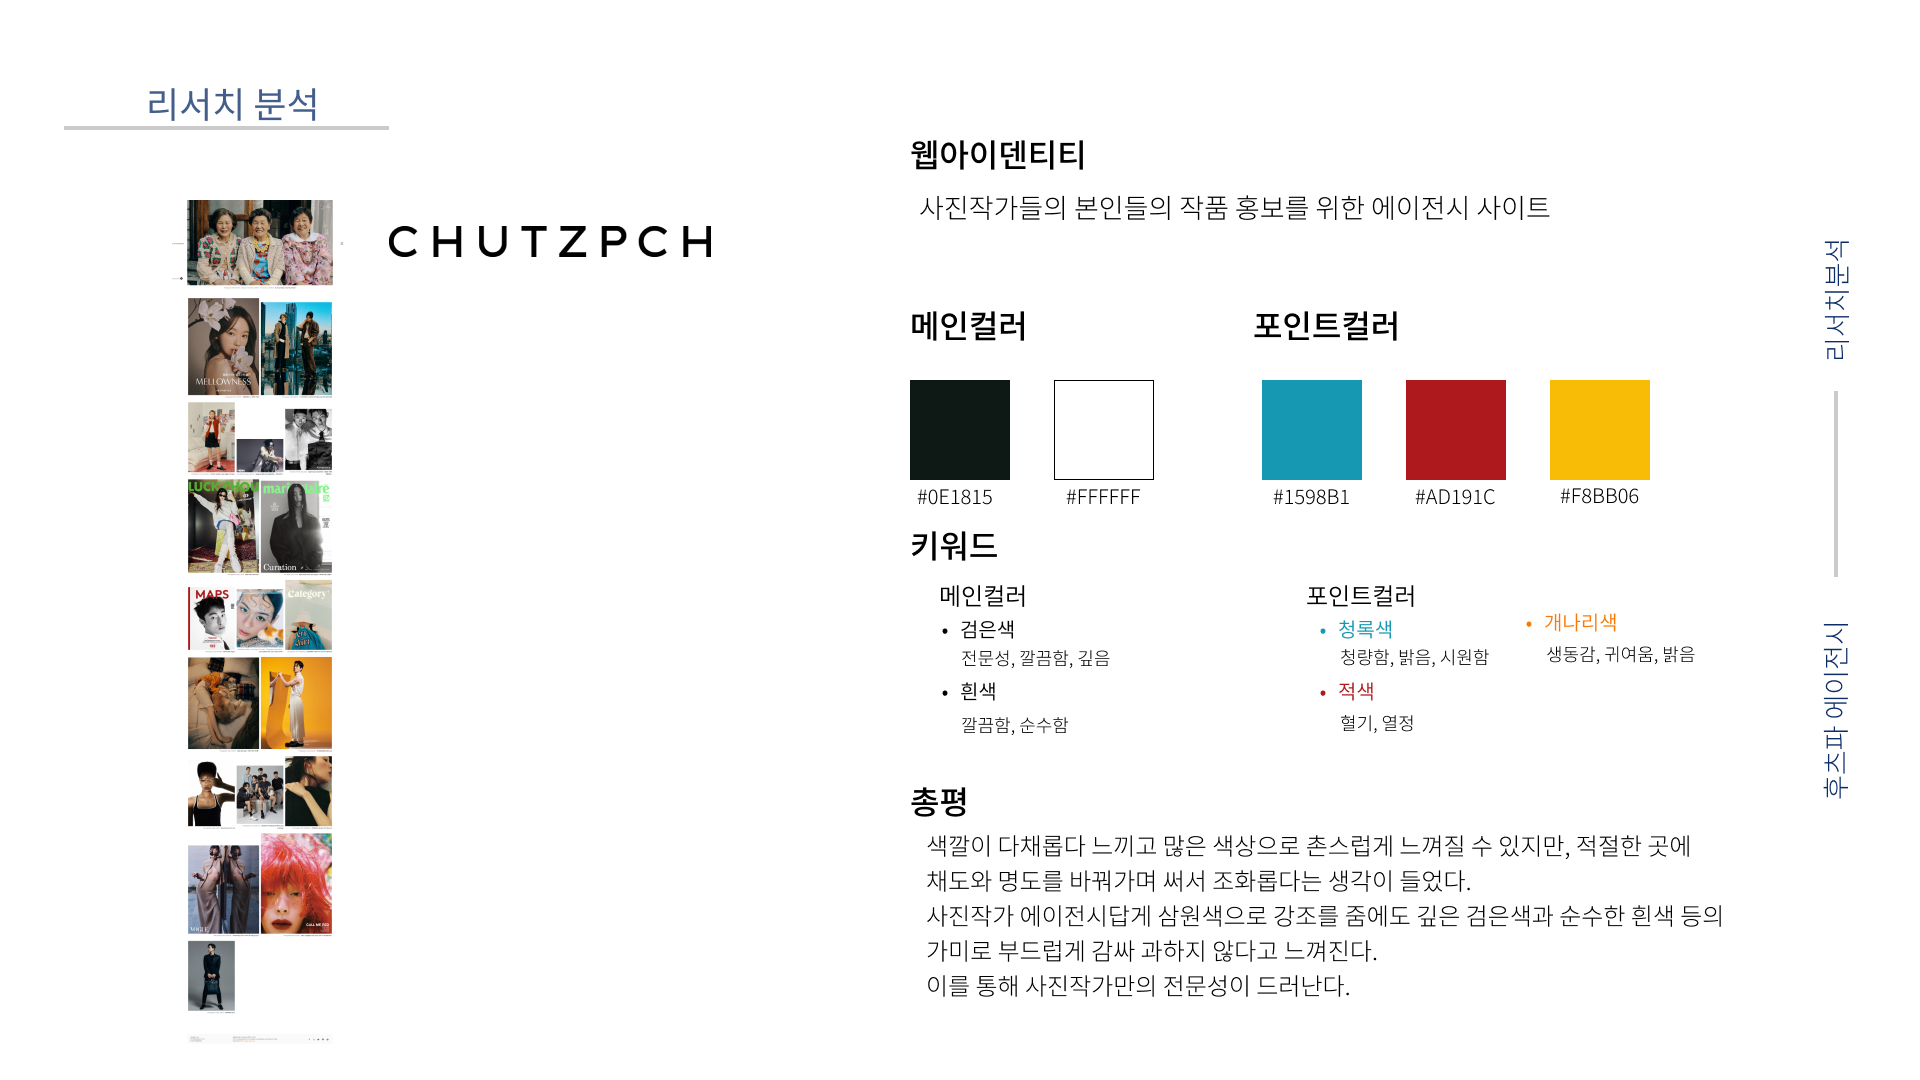 리서치 분석
CHUTZPCH
MELLOWNESS
LUCK
mari
Curation
MAPS
Category
CALL ME RED
웹아이덴티티
사진작가들의 본인들의 작품 홍보를 위한 에이전시 사이트
메인컬러
포인트컬러
#0E1815
#FFFFFF
#1598B1
#AD191C
#F8BB06
키워드
메인컬러
• 검은색
전문성, 깔끔함, 깊음
• 흰색
깔끔함, 순수함
포인트컬러
• 청록색
청량함, 밝음, 시원함
• 적색
혈기, 열정
• 개나리색
생동감, 귀여움, 밝음
총평
색깔이 다채롭다 느끼고 많은 색상으로 촌스럽게 느껴질 수 있지만, 적절한 곳에
채도와 명도를 바꿔가며 써서 조화롭다는 생각이 들었다.
사진작가 에이전시답게 삼원색으로 강조를 줌에도 깊은 검은색과 순수한 흰색 등의
가미로 부드럽게 감싸 과하지 않다고 느껴진다.
이를 통해 사진작가만의 전문성이 드러난다.
리서치분석
후츠파 에이전시